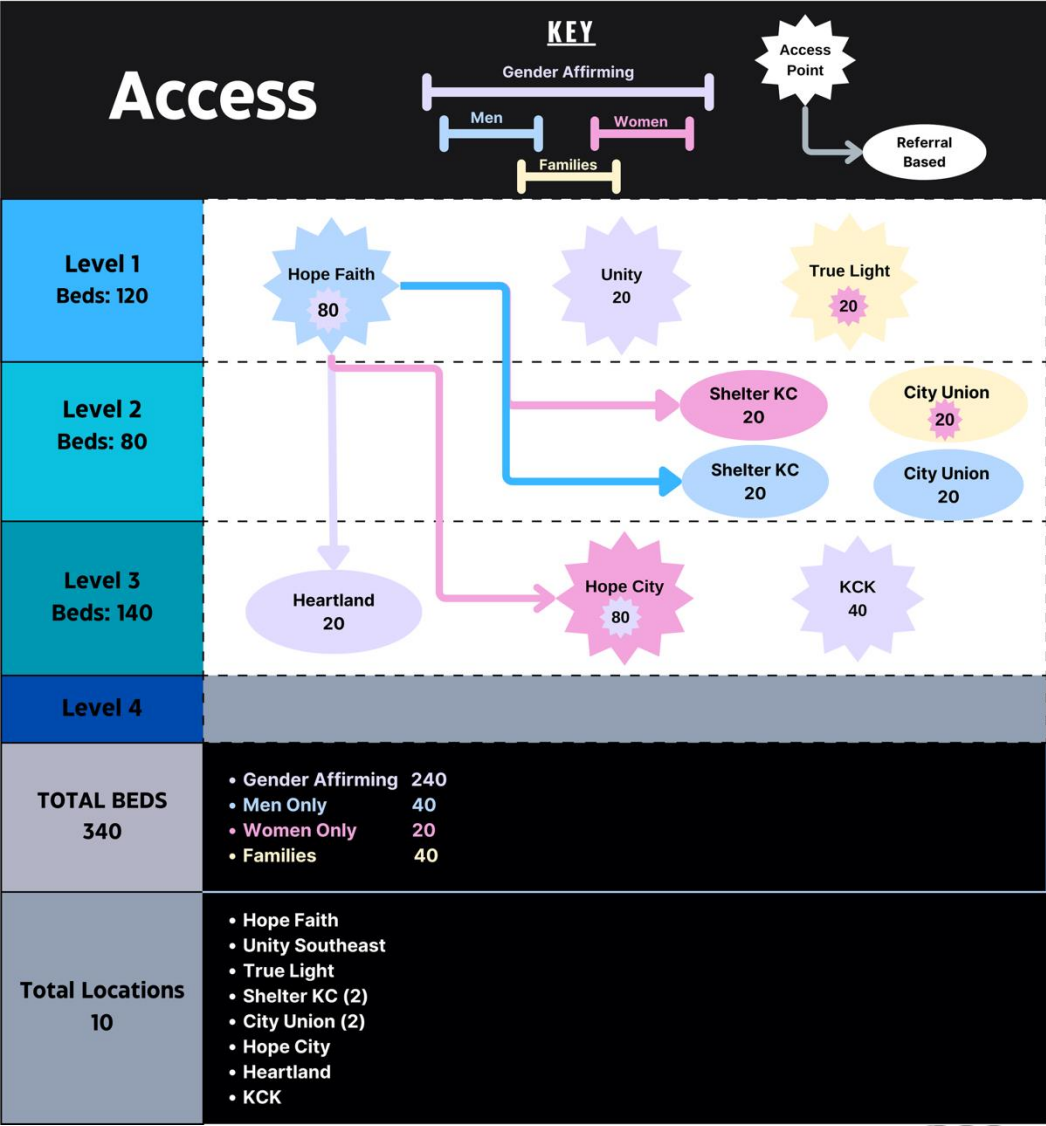 KEY
Access
Gender Affirming
Men
Women
Families
Access
Point
Referral
Based
Level 1
Beds: 120
Hope Faith
80
Unity
20
True Light
20
Level 2
Beds: 80
Shelter KC
20
City Union
20
Shelter KC
20
City Union
20
Level 3
Beds: 140
Heartland
20
Hope City
80
KCK
40
Level 4
TOTAL BEDS
340
• Gender Affirming 240
• Men Only 40
• Women Only 20
• Families 40
Total Locations
10
• Hope Faith
• Unity Southeast
• True Light
• Shelter KC (2)
• City Union (2)
• Hope City
• Heartland
• KCK